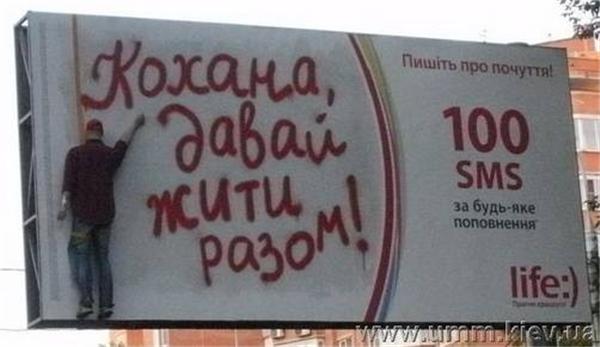 Кохана,
давай
жити
разом!
Пишіть про почуття!
100
SMS
за будь-яке
поповнення
life:)
www.umm.kiev.ua